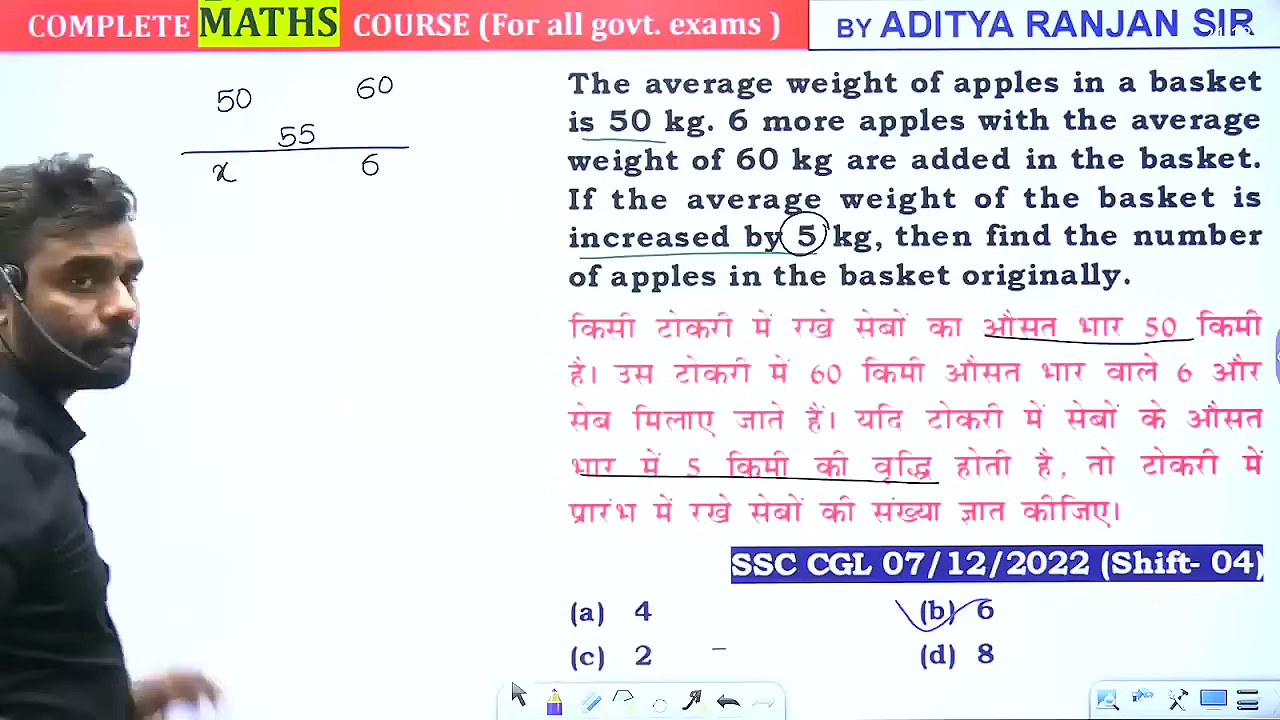 COMPLETE MATHS COURSE (For all govt. exams )
BY ADITYA RANJAN SIR
50 60
55
x 6
The average weight of apples in a basket
is 50 kg. 6 more apples with the average
weight of 60 kg are added in the basket.
If the average weight of the basket is
increased by 5 kg, then find the number
of apples in the basket originally.
किसी टोकरी में रखे सेबों का औसत भार 50 किमी
है। उस टोकरी में 60 किमी औसत भार वाले 6 और
सेब मिलाए जाते हैं। यदि टोकरी में सेबों के औसत
भार में 5 किमी की वृद्धि होती है, तो टोकरी में
प्रारंभ में रखे सेबों की संख्या ज्ञात कीजिए।
SSC CGL 07/12/2022 (Shift- 04)
(a) 4 (b) 6
(c) 2 (d) 8